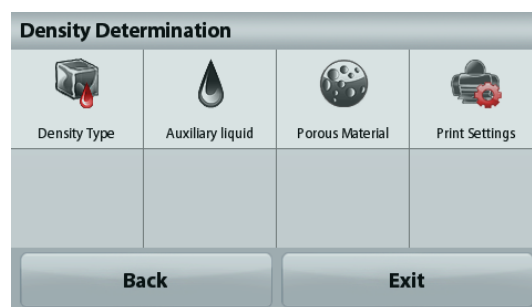 Density Determination
Density Type Auxiliary liquid Porous Material Print Settings
Back Exit